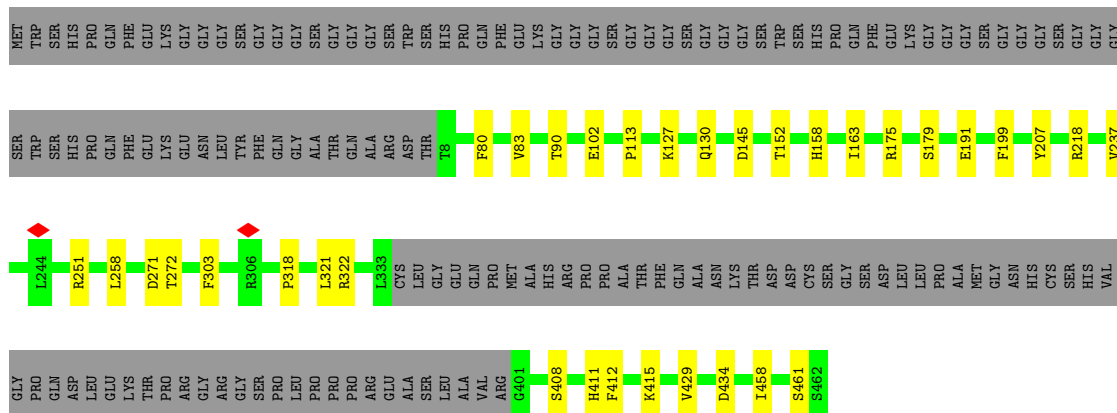 MET TRP SER HIS PRO GLN PHE GLU LYS GLY GLY GLY SER GLY GLY GLY SER GLY GLY SER TRP SER HIS PRO GLN PHE GLU LYS GLY GLY GLY SER GLY GLY GLY SER GLY GLY SER TRP SER HIS PRO GLN PHE GLU LYS GLY GLY GLY SER GLY GLY GLY SER GLY GLY
SER TRP SER HIS PRO GLN PHE GLU LYS GLU ASN LEU TYR PHE GLN GLY ALA THR GLN ALA ARG ASP THR T8 F80 V83 T90 E102 P113 K127 Q130 D145 T152 H158 I163 R175 S179 E191 F199 Y207 R218 V237
L244 R251 L258 D271 T272 F303 R306 P318 L321 R322 L333 CYS LEU GLY GLU GLN PRO MET ALA HIS ARG PRO PRO ALA THR PHE GLN ALA ASN LYS THR ASP ASP CYS SER GLY SER ASP LEU LEU PRO ALA MET GLY ASN HIS CYS SER HIS VAL
GLY PRO GLN ASP LEU GLU LYS THR PRO ARG GLY ARG GLY SER PRO LEU PRO PRO PRO ARG GLU ALA SER LEU ALA VAL ARG G401 S408 H411 F412 K415 V429 D434 I458 S461 S462